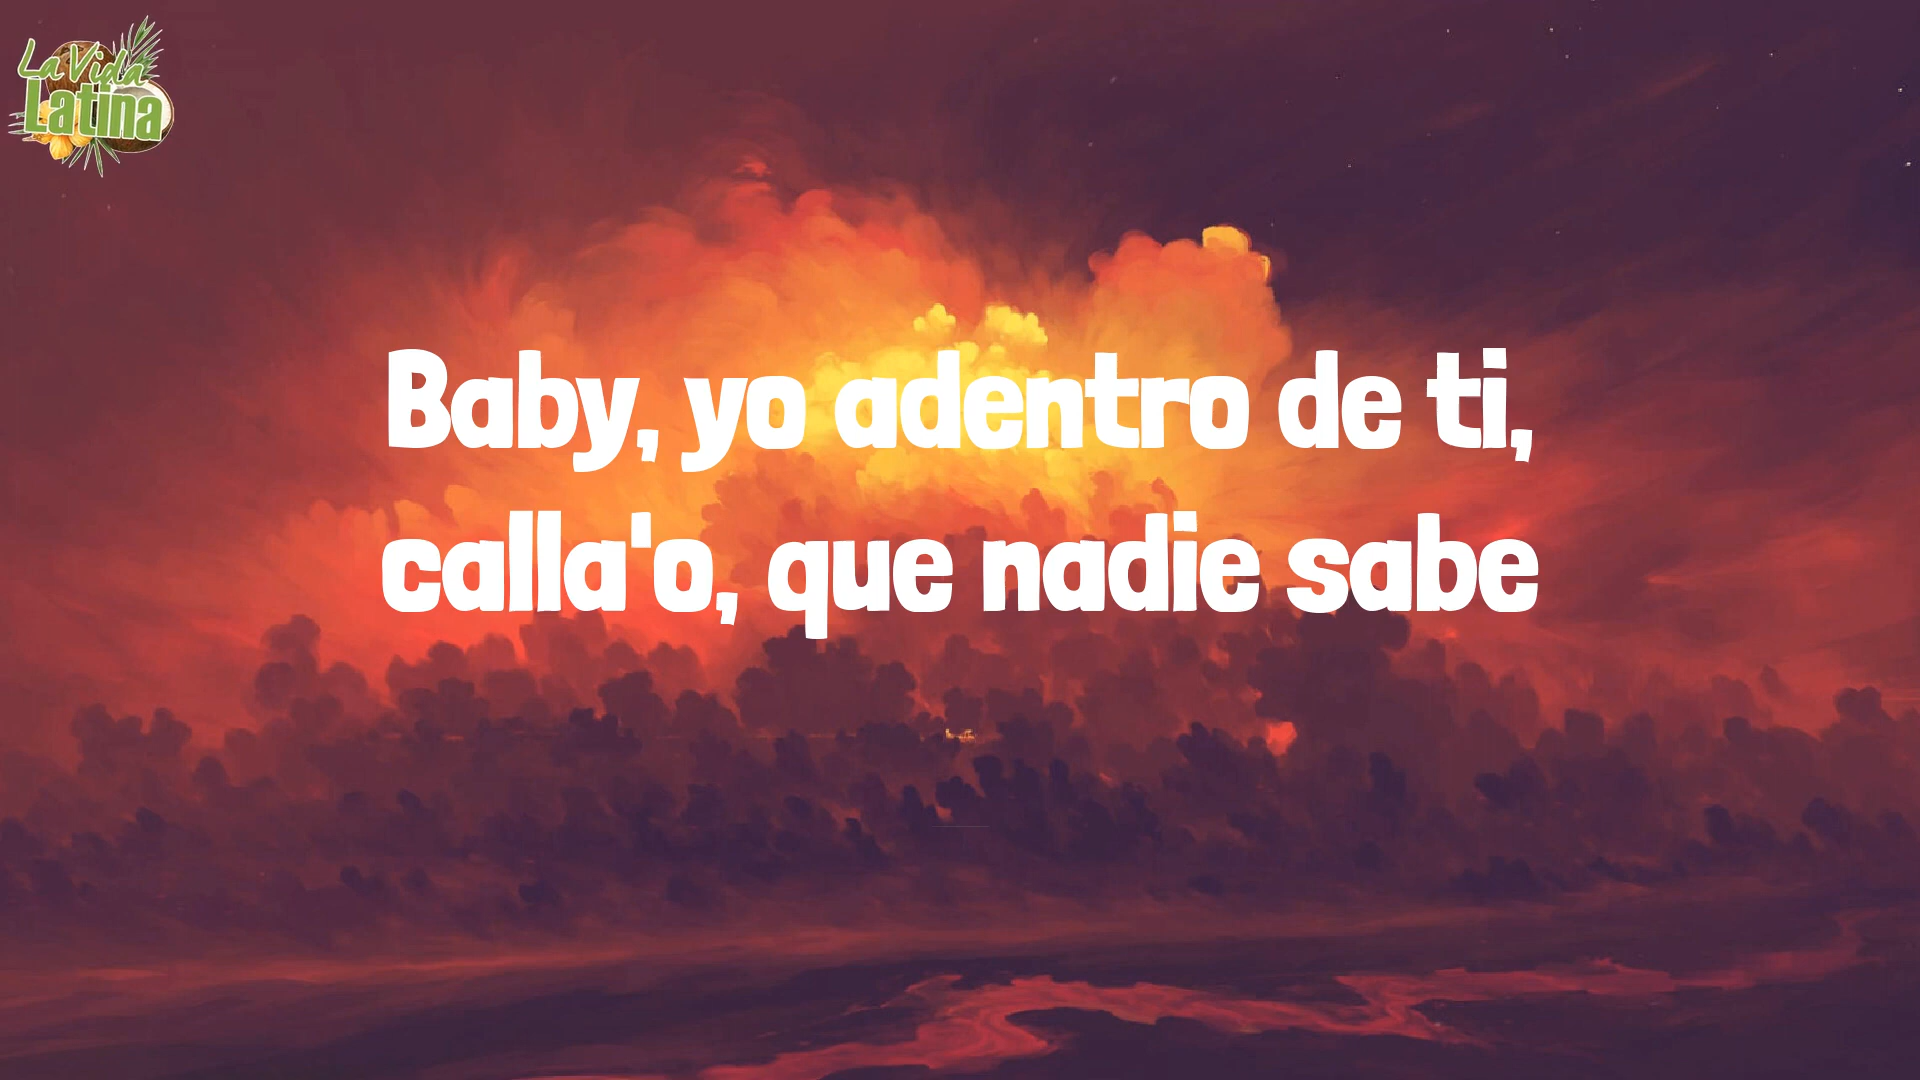 La Vida
Latina
Baby, yo adentro de ti,
calla'o, que nadie sabe